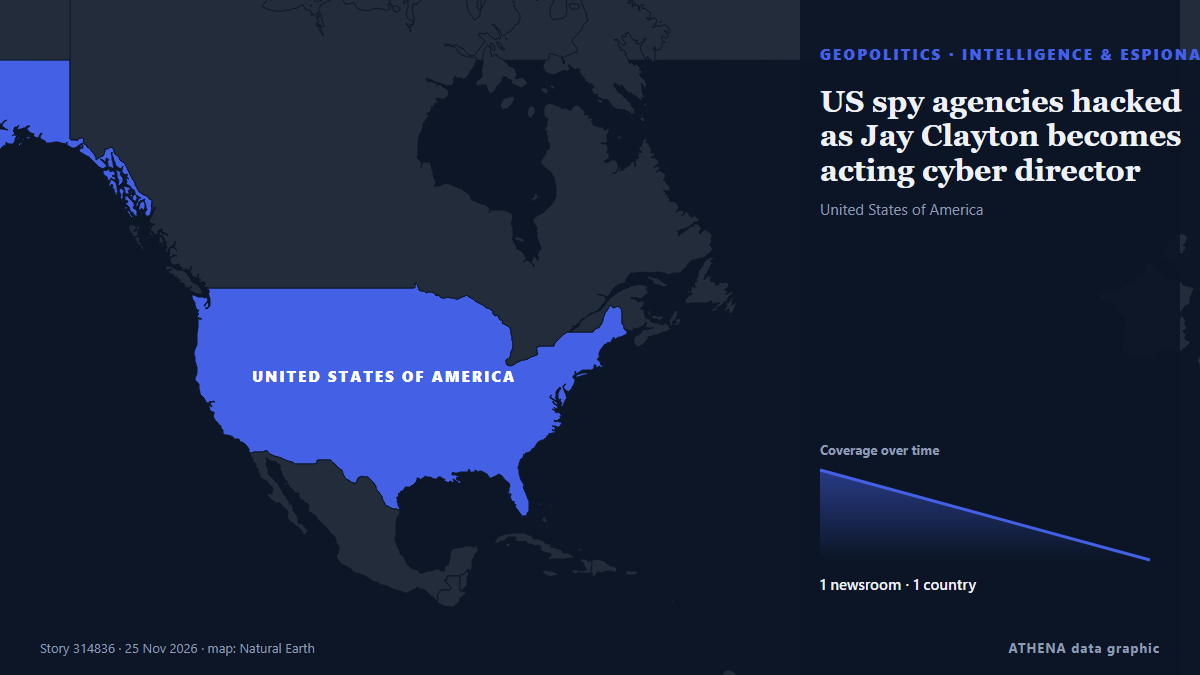 GEOPOLITICS · INTELLIGENCE & ESPIONA
US spy agencies hacked
as Jay Clayton becomes
acting cyber director
United States of America
UNITED STATES OF AMERICA
Coverage over time
1 newsroom · 1 country
Story 314836 · 25 Nov 2026 · map: Natural Earth
ATHENA data graphic